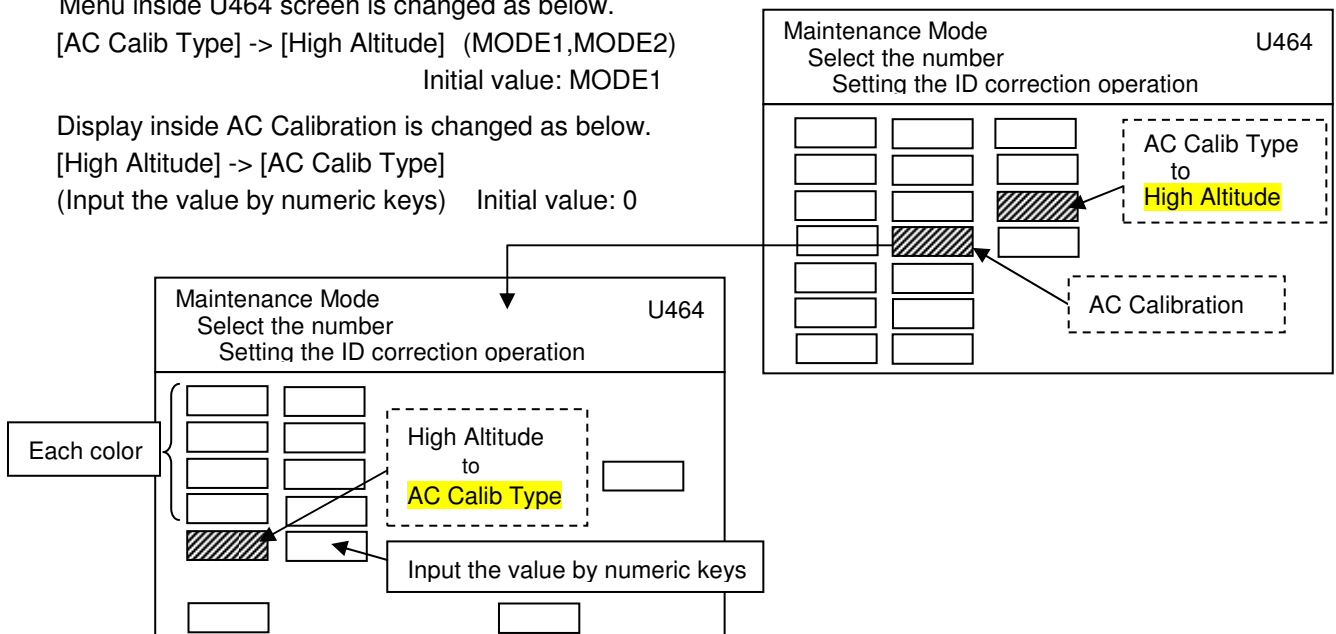 Menu inside U464 screen is changed as below.
[AC Calib Type] -> [High Altitude] (MODE1,MODE2)
Initial value: MODE1
Display inside AC Calibration is changed as below.
[High Altitude] -> [AC Calib Type]
(Input the value by numeric keys) Initial value: 0
Maintenance Mode U464
Select the number
Setting the ID correction operation
AC Calib Type
to
High Altitude
AC Calibration
Maintenance Mode U464
Select the number
Setting the ID correction operation
Each color
High Altitude
to
AC Calib Type
Input the value by numeric keys